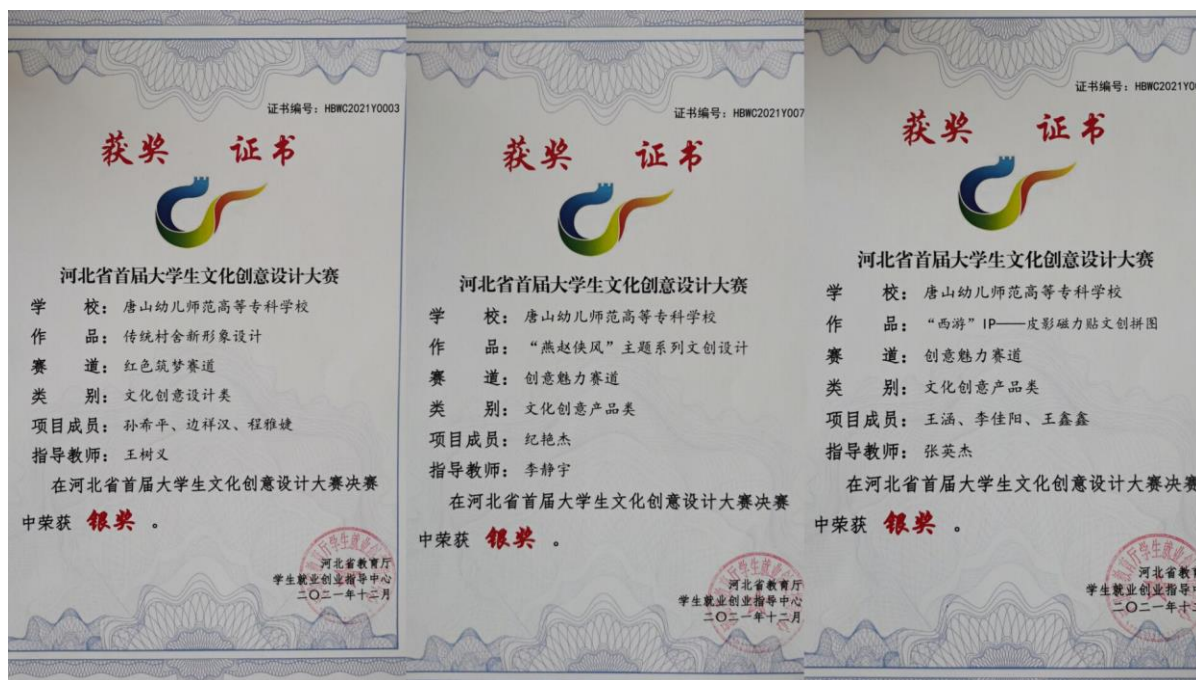 证书编号：HBWC2021Y0003
获奖 证书
河北省首届大学生文化创意设计大赛
学 校：唐山幼儿师范高等专科学校
作 品：传统村舍新形象设计
赛 道：红色筑梦赛道
类 别：文化创意设计类
项目成员：孙希平、边祥汉、程雅婕
指导教师：王树义
在河北省首届大学生文化创意设计大赛决赛
中荣获 银奖 。
河北省教育厅
学生就业创业指导中心
二〇二一年十二月
证书编号：HBWC2021Y007
获奖 证书
河北省首届大学生文化创意设计大赛
学 校：唐山幼儿师范高等专科学校
作 品：“燕赵侠风”主题系列文创设计
赛 道：创意魅力赛道
类 别：文化创意产品类
项目成员：纪艳杰
指导教师：李静宇
在河北省首届大学生文化创意设计大赛决赛
中荣获 银奖 。
河北省教育厅
学生就业创业指导中心
二〇二一年十二月
证书编号：HBWC2021Y00
获奖 证书
河北省首届大学生文化创意设计大赛
学 校：唐山幼儿师范高等专科学校
作 品：“西游”IP——皮影磁力贴文创拼图
赛 道：创意魅力赛道
类 别：文化创意产品类
项目成员：王涵、李佳阳、王鑫鑫
指导教师：张英杰
在河北省首届大学生文化创意设计大赛决赛
中荣获 银奖 。
河北省教
学生就业创业指导中
二〇二一年十